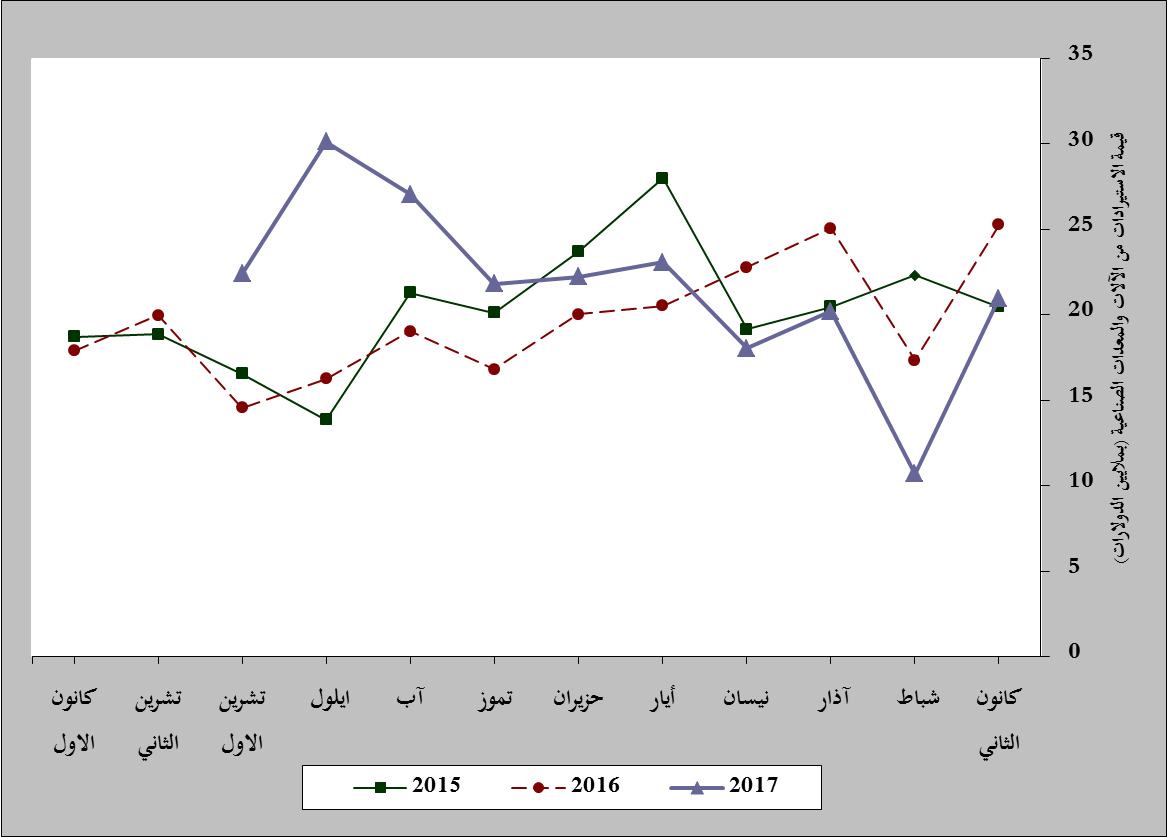 35
30
25
20
15
10
5
0
قيمة الاستيرادات من الآلات والمعدات الصناعية (بملايين الدولارات)
كانون الثاني
شباط
آذار
نيسان
أيار
حزيران
تموز
آب
ايلول
تشرين الاول
تشرين الثاني
كانون الاول
2015
2016
2017